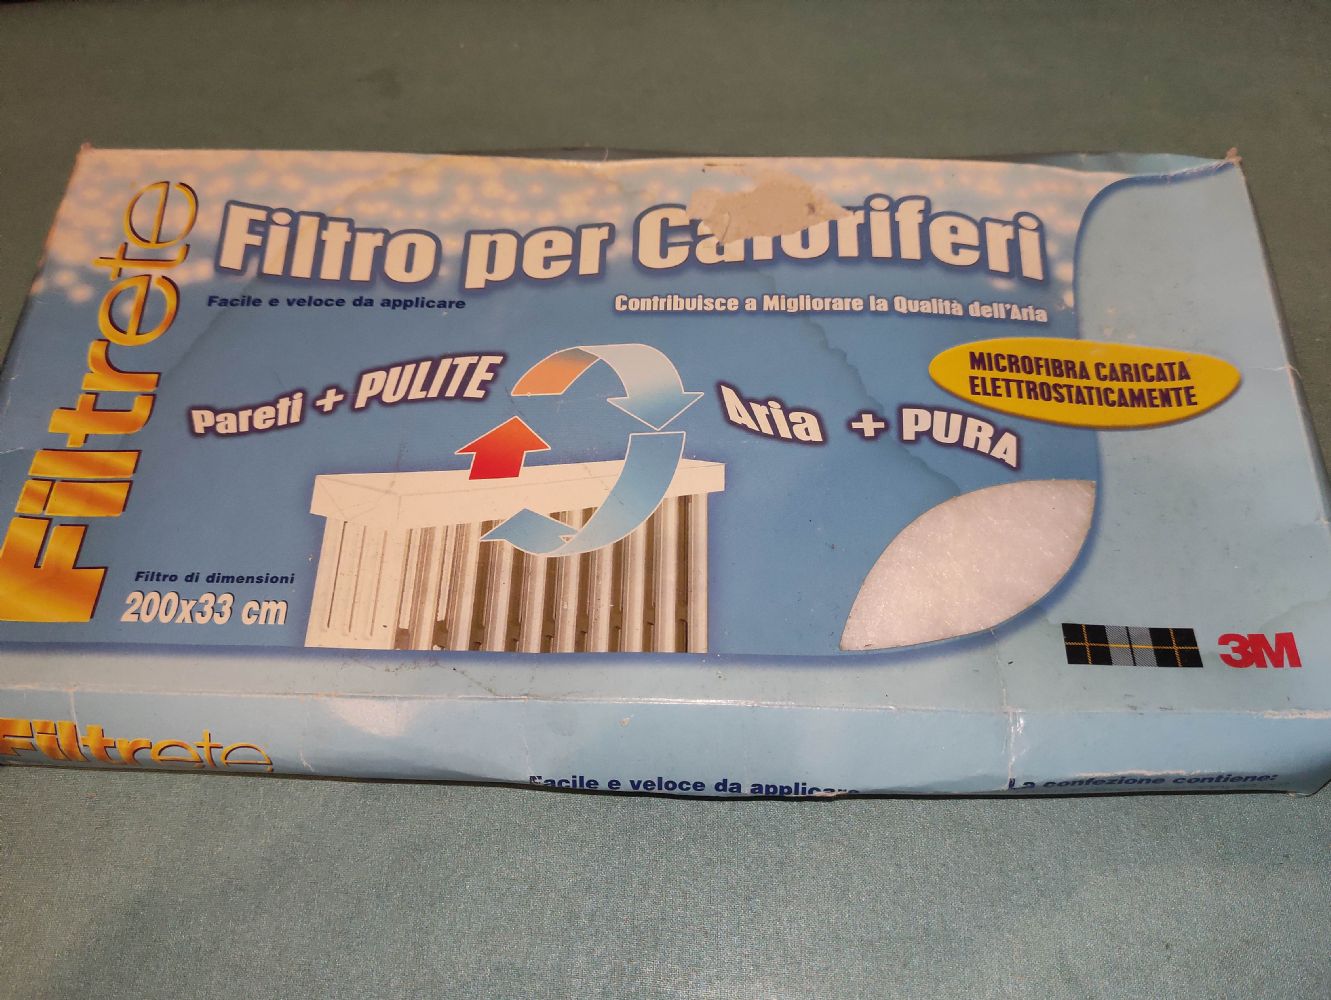 Filtrete
Filtro per Caloriferi
Facile e veloce da applicare
Contribuisce a Migliorare la Qualità dell'Aria
MICROFIBRA CARICATA
ELETTROSTATICAMENTE
Pareti + PULITE
Aria + PURA
Filtro di dimensioni
200x33 cm
3M
Filtrete
Facile e veloce da applicare
La confezione contiene: